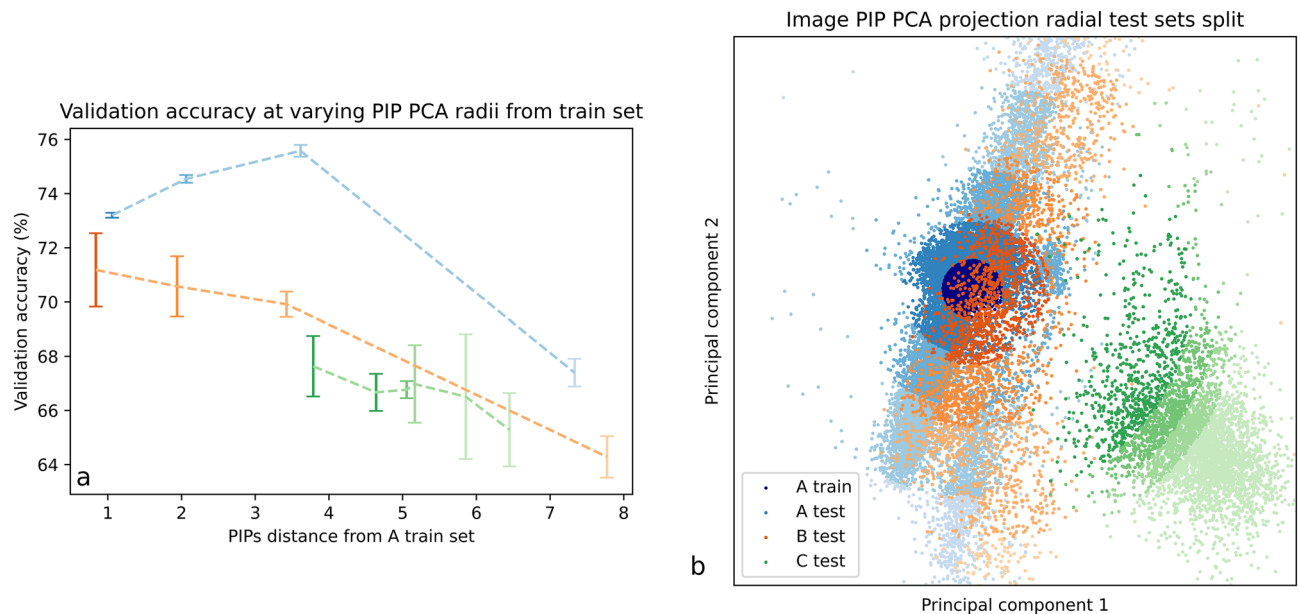 Validation accuracy at varying PIP PCA radii from train set
Validation accuracy (%)
76
74
72
70
68
66
64
a
1 2 3 4 5 6 7 8
PIPs distance from A train set
Image PIP PCA projection radial test sets split
Principal component 2
A train
A test
B test
C test
b
Principal component 1